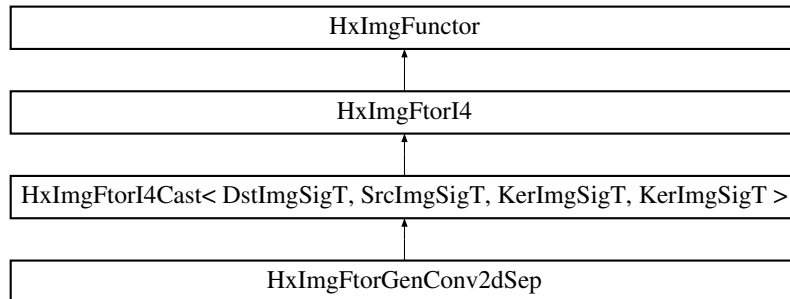 HxImgFunctor
HxImgFtorI4
HxImgFtorI4Cast< DstImgSigT, SrcImgSigT, KerImgSigT, KerImgSigT >
HxImgFtorGenConv2dSep